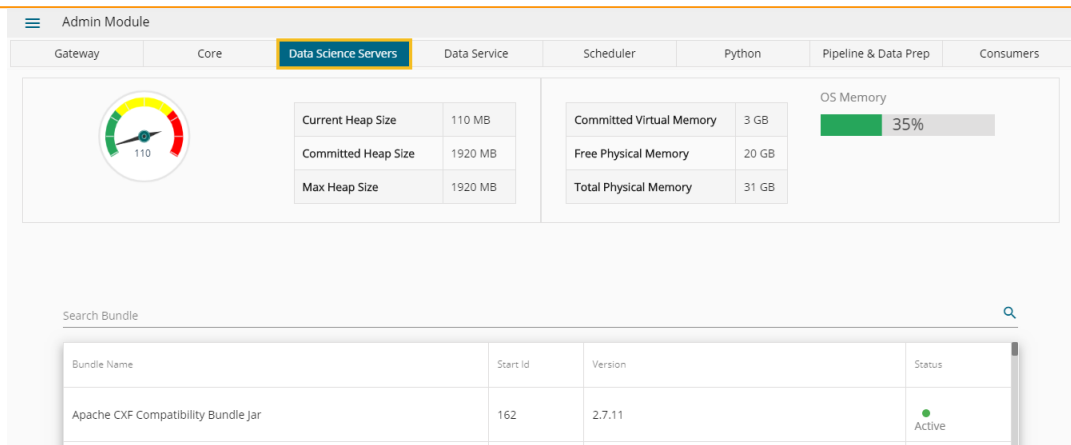 Admin Module
Gateway Core Data Science Servers Data Service Scheduler Python Pipeline & Data Prep Consumers
110
Current Heap Size 110 MB
Committed Heap Size 1920 MB
Max Heap Size 1920 MB
Committed Virtual Memory 3 GB
Free Physical Memory 20 GB
Total Physical Memory 31 GB
OS Memory
35%
Search Bundle
Bundle Name Start Id Version Status
Apache CXF Compatibility Bundle Jar 162 2.7.11 Active